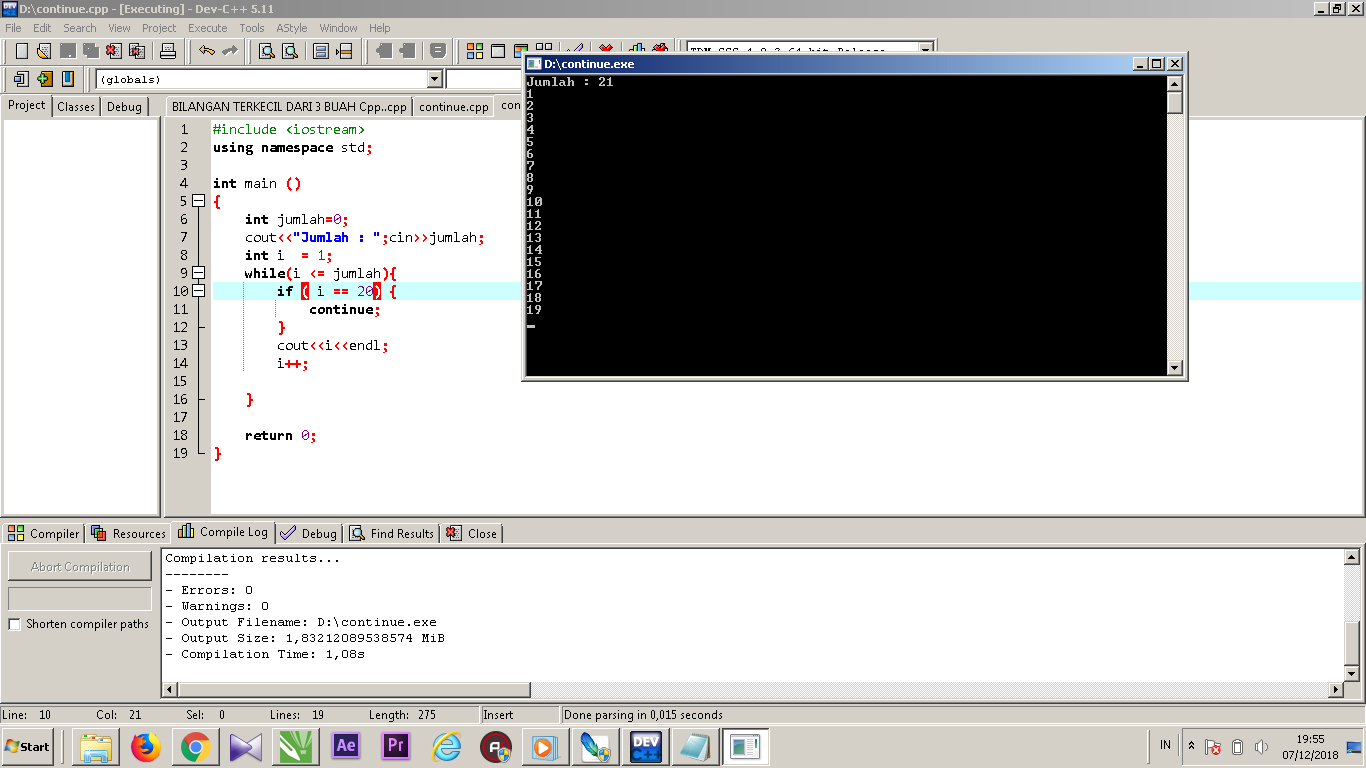 D:\continue.cpp - [Executing] - Dev-C++ 5.11
File Edit Search View Project Execute Tools AStyle Window Help
(globals)
Project Classes Debug
BILANGAN TERKECIL DARI 3 BUAH Cpp..cpp continue.cpp con
1 #include <iostream>
2 using namespace std;
3
4 int main ()
5 {
6 int jumlah=0;
7 cout<<"Jumlah : ";cin>>jumlah;
8 int i  = 1;
9 while(i <= jumlah){
10 if ( i == 20) {
11 continue;
12 }
13 cout<<i<<endl;
14 i++;
15
16 }
17
18 return 0;
19 }
D:\continue.exe
Jumlah : 21
1
2
3
4
5
6
7
8
9
10
11
12
13
14
15
16
17
18
19
Compiler Resources Compile Log Debug Find Results Close
Abort Compilation
Shorten compiler paths
Compilation results...
--------
- Errors: 0
- Warnings: 0
- Output Filename: D:\continue.exe
- Output Size: 1,83212089538574 MiB
- Compilation Time: 1,08s
Line: 10 Col: 21 Sel: 0 Lines: 19 Length: 275 Insert Done parsing in 0,015 seconds
Start Ae Pr DEV C++ IN 19:55
07/12/2018